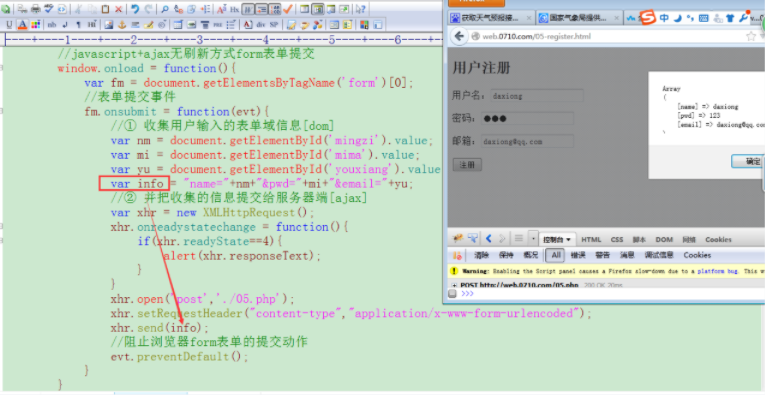 ----+----1----+----2----+----3----+----4----+----5----+----6----+-
//javascript+ajax无刷新方式form表单提交
window.onload = function(){
var fm = document.getElementsByTagName('form')[0];
//表单提交事件
fm.onsubmit = function(evt){
//① 收集用户输入的表单域信息[dom]
var nm = document.getElementById('mingzi').value;
var mi = document.getElementById('mima').value;
var yu = document.getElementById('youxiang').value
var info = "name="+nm+"&pwd="+mi+"&email="+yu;
//② 并把收集的信息提交给服务器端[ajax]
var xhr = new XMLHttpRequest();
xhr.onreadystatechange = function(){
if(xhr.readyState==4){
alert(xhr.responseText);
}
}
xhr.open('post','./05.php');
xhr.setRequestHeader("content-type","application/x-www-form-urlencoded");
xhr.send(info);
//阻止浏览器form表单的提交动作
evt.preventDefault();
}
}
获取天气预报接... 国家气象局提供...
web.0710.com/05-register.html
用户注册
用户名: daxiong
密码: ●●●
邮箱: daxiong@qq.com
注册
Array
(
[name] => daxiong
[pwd] => 123
[email] => daxiong@qq.com
)
确定
控制台 HTML CSS 脚本 DOM 网络 Cookies
清除 保持 概况 All 错误 警告 消息 调试信息 Cookies
Warning: Enabling the Script panel causes a Firefox slow-down due to a platform bug. This w
POST http://web.0710.com/05.php 200 OK 20ms
>>>